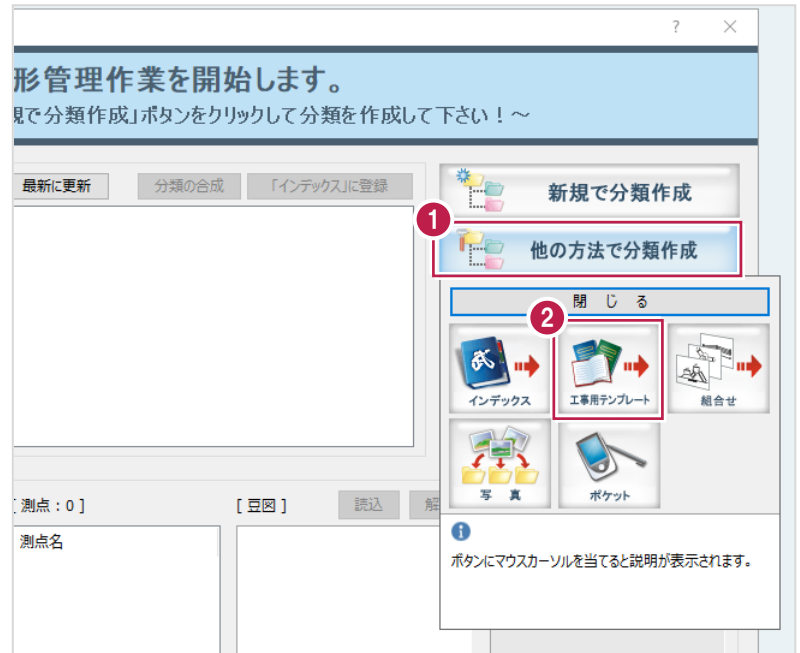 ? ×
形管理作業を開始します。
規で分類作成」ボタンをクリックして分類を作成して下さい!~
最新に更新 分類の合成 「インデックス」に登録
新規で分類作成
1
他の方法で分類作成
閉じる
2
武
インデックス 工事用テンプレート 組合せ
写真 ポケット
測点:0 ] [ 豆図 ] 読込 解
測点名
i
ボタンにマウスカーソルを当てると説明が表示されます。